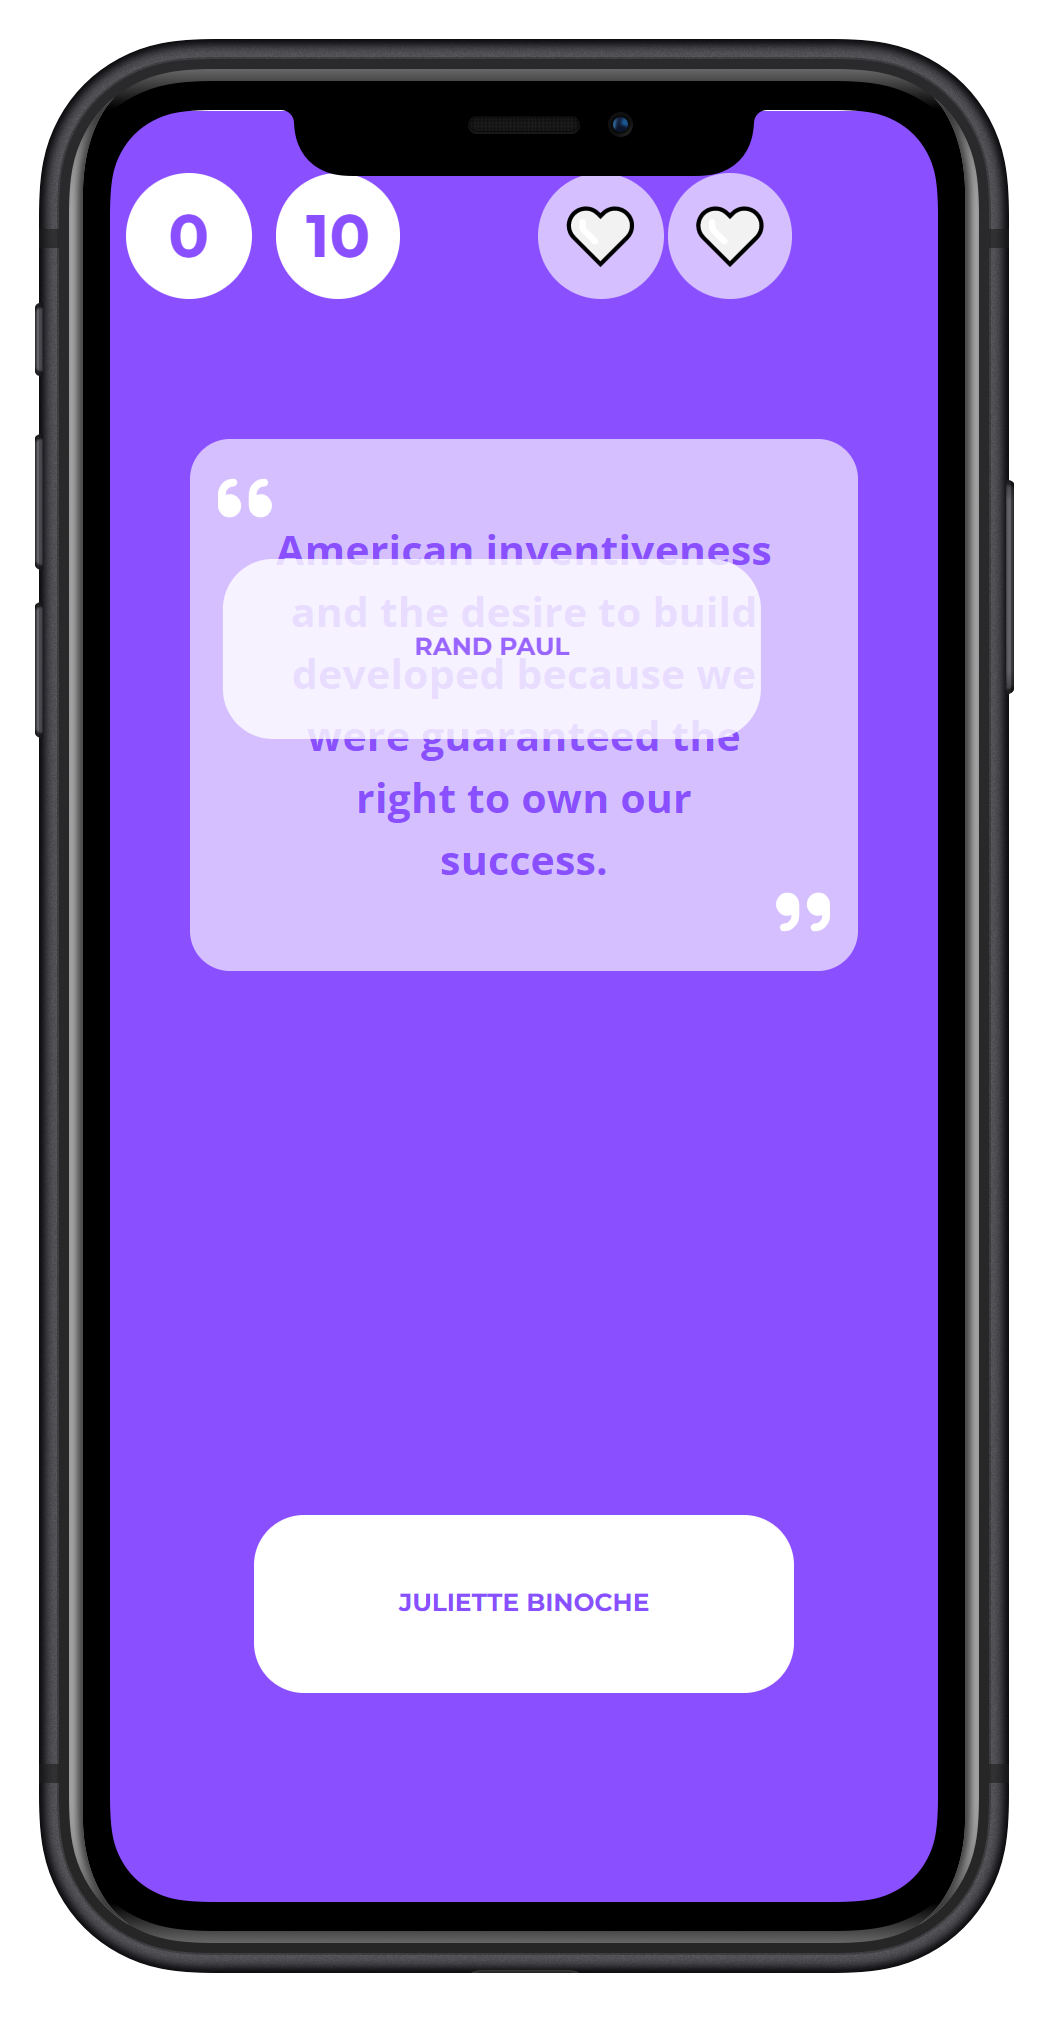 0
10
“
American inventiveness
and the desire to build
RAND PAUL
developed because we
were guaranteed the
right to own our
success.
”
JULIETTE BINOCHE